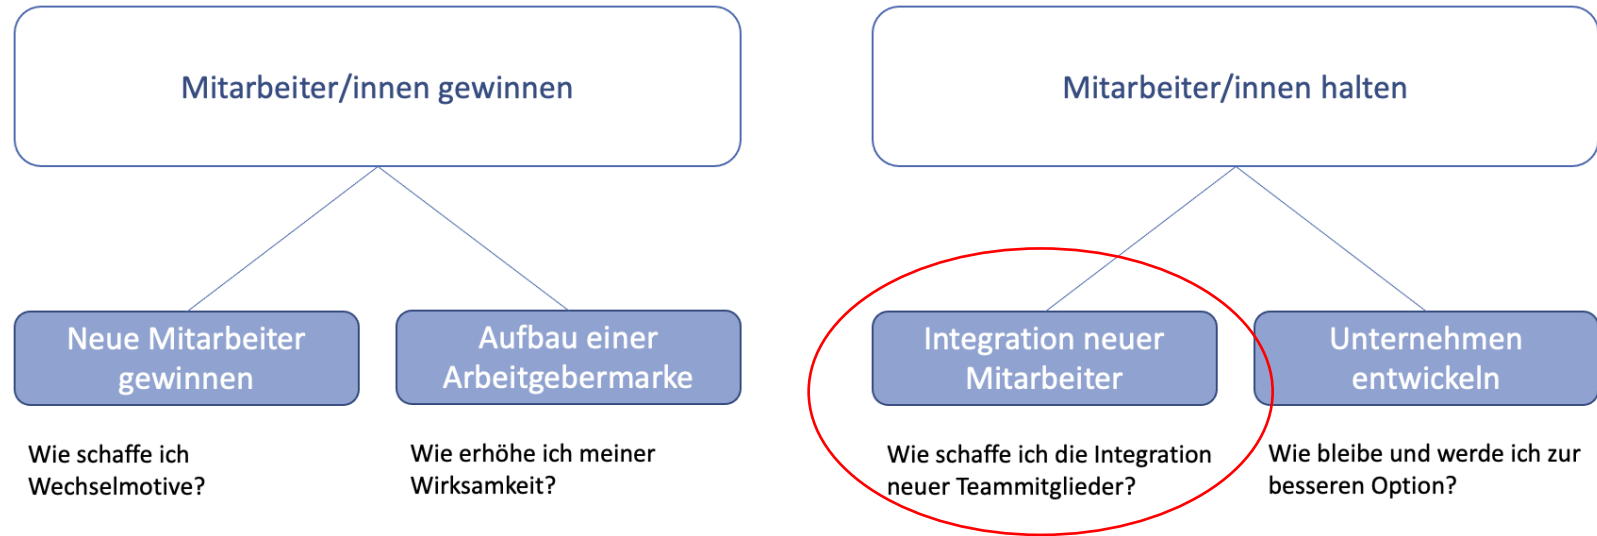 Mitarbeiter/innen gewinnen
Mitarbeiter/innen halten
Neue Mitarbeiter
gewinnen
Aufbau einer
Arbeitgebermarke
Integration neuer
Mitarbeiter
Unternehmen
entwickeln
Wie schaffe ich
Wechselmotive?
Wie erhöhe ich meiner
Wirksamkeit?
Wie schaffe ich die Integration
neuer Teammitglieder?
Wie bleibe und werde ich zur
besseren Option?